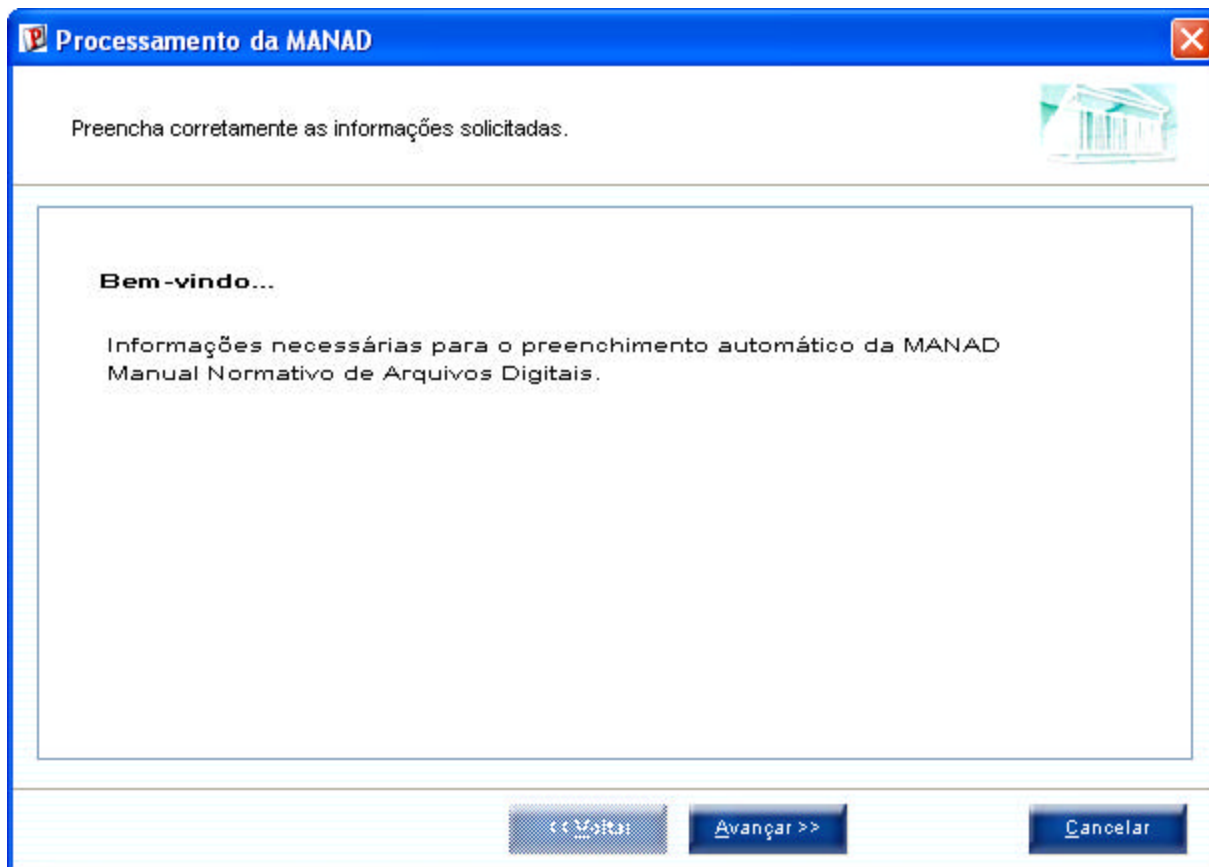 Processamento da MANAD
Preencha corretamente as informações solicitadas.
Bem-vindo...
Informações necessárias para o preenchimento automático da MANAD
Manual Normativo de Arquivos Digitais.
<< Voltar
Avançar >>
Cancelar